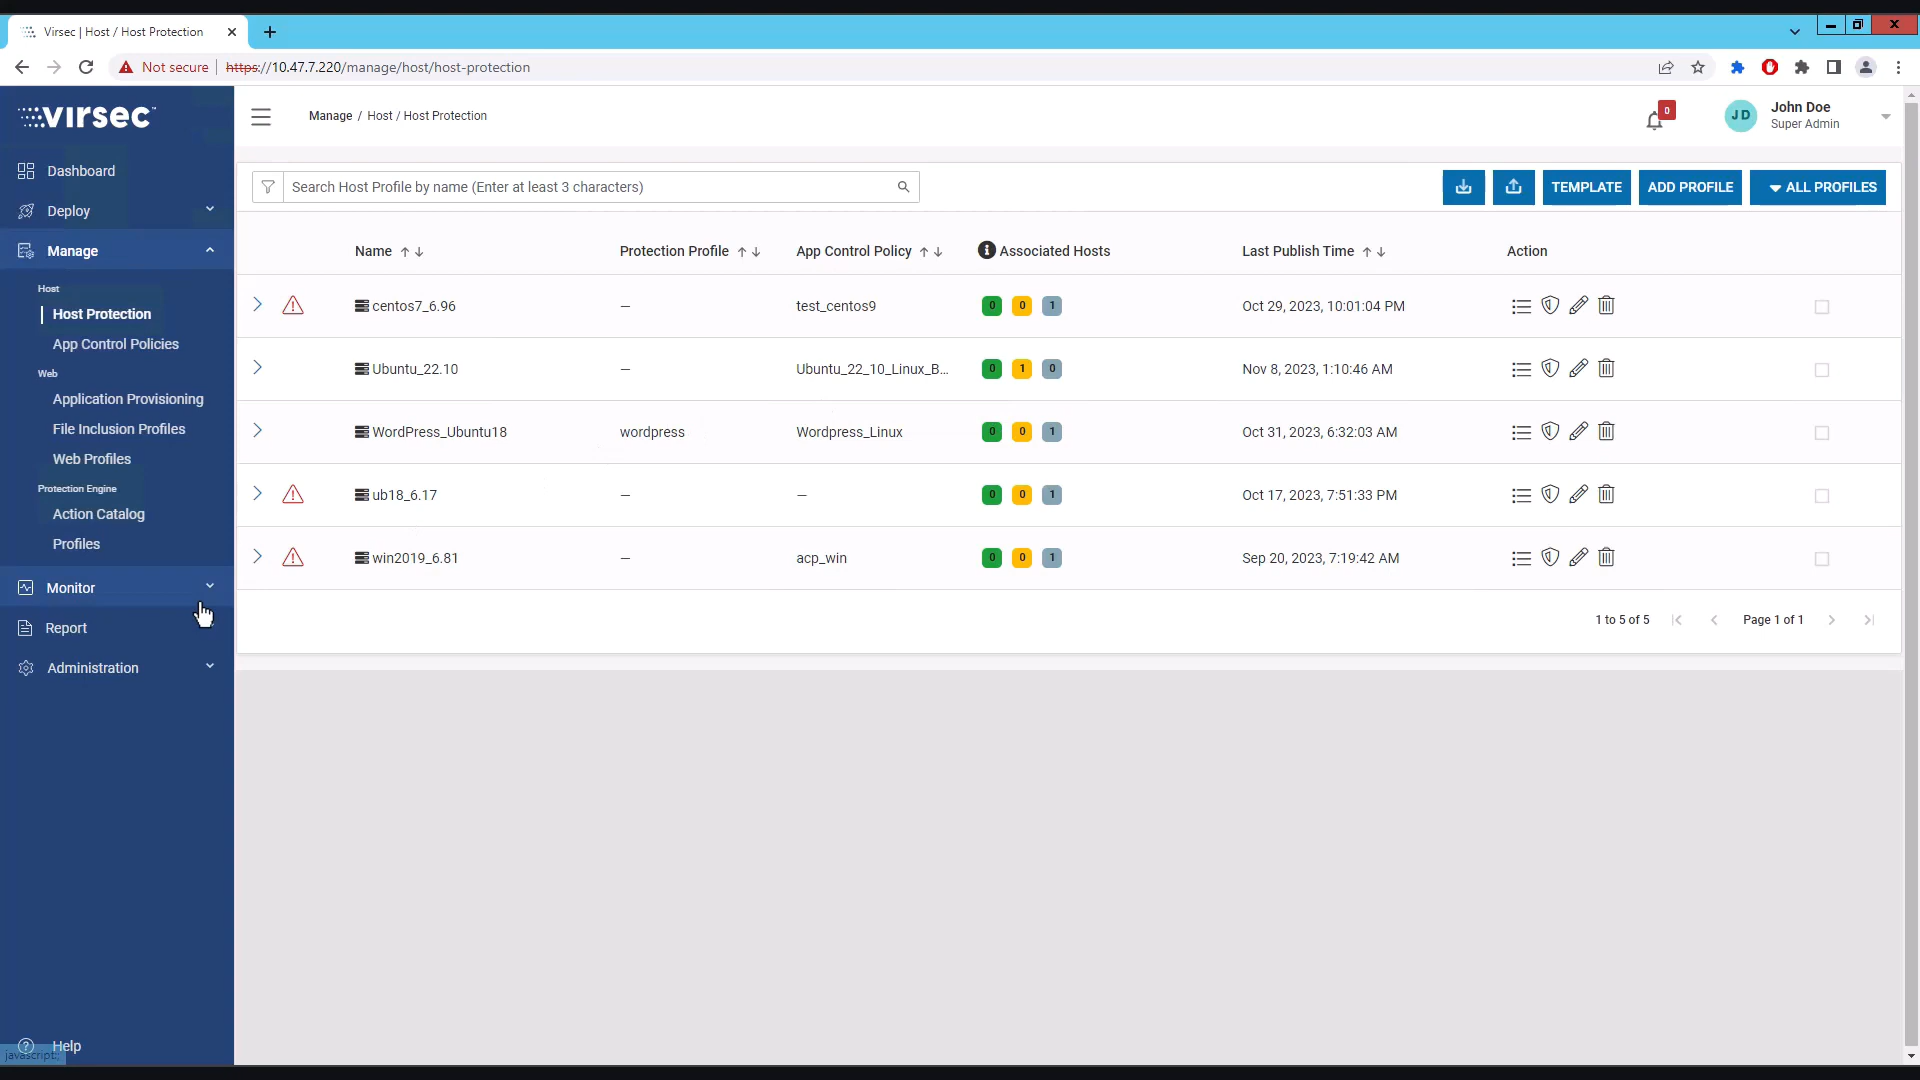 Virsec | Host / Host Protection
Not secure https://10.47.7.220/manage/host/host-protection
virsec
Manage / Host / Host Protection
0
JD
John Doe
Super Admin
Dashboard
Deploy
Manage
Host
Host Protection
App Control Policies
Web
Application Provisioning
File Inclusion Profiles
Web Profiles
Protection Engine
Action Catalog
Profiles
Monitor
Report
Administration
Help
javascript:;
Search Host Profile by name (Enter at least 3 characters)
TEMPLATE
ADD PROFILE
ALL PROFILES
Name Protection Profile App Control Policy Associated Hosts Last Publish Time Action
centos7_6.96 — test_centos9 0 0 1 Oct 29, 2023, 10:01:04 PM
Ubuntu_22.10 — Ubuntu_22_10_Linux_B... 0 1 0 Nov 8, 2023, 1:10:46 AM
WordPress_Ubuntu18 wordpress Wordpress_Linux 0 0 1 Oct 31, 2023, 6:32:03 AM
ub18_6.17 — — 0 0 1 Oct 17, 2023, 7:51:33 PM
win2019_6.81 — acp_win 0 0 1 Sep 20, 2023, 7:19:42 AM
1 to 5 of 5 Page 1 of 1